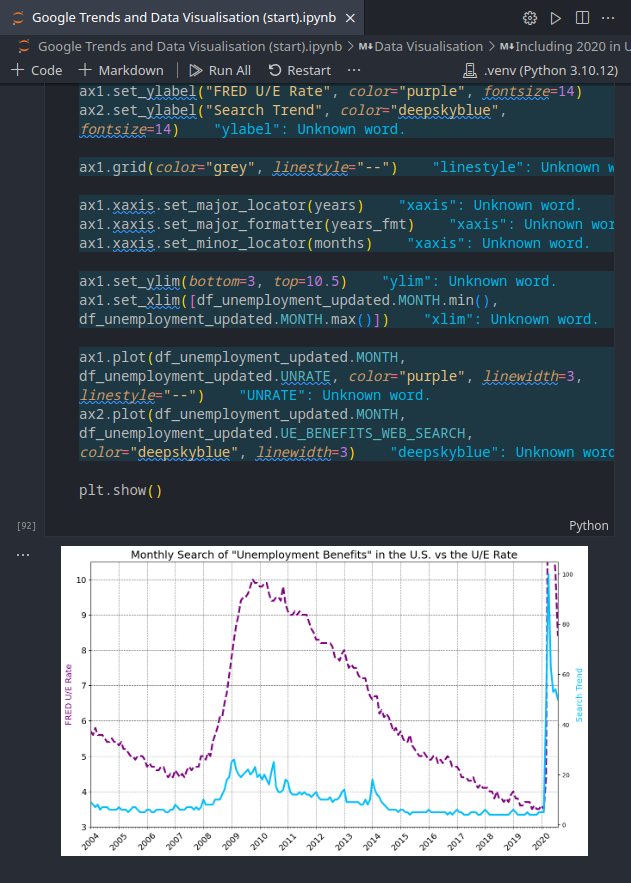 Google Trends and Data Visualisation (start).ipynb ×
Google Trends and Data Visualisation (start).ipynb > M↓Data Visualisation > M↓Including 2020 in U
+ Code + Markdown | Run All Restart ··· .venv (Python 3.10.12)
ax1.set_ylabel("FRED U/E Rate", color="purple", fontsize=14)
ax2.set_ylabel("Search Trend", color="deepskyblue",
fontsize=14) "ylabel": Unknown word.
ax1.grid(color="grey", linestyle="--") "linestyle": Unknown w
ax1.xaxis.set_major_locator(years) "xaxis": Unknown word.
ax1.xaxis.set_major_formatter(years_fmt) "xaxis": Unknown wor
ax1.xaxis.set_minor_locator(months) "xaxis": Unknown word.
ax1.set_ylim(bottom=3, top=10.5) "ylim": Unknown word.
ax1.set_xlim([df_unemployment_updated.MONTH.min(),
df_unemployment_updated.MONTH.max()]) "xlim": Unknown word.
ax1.plot(df_unemployment_updated.MONTH,
df_unemployment_updated.UNRATE, color="purple", linewidth=3,
linestyle="--") "UNRATE": Unknown word.
ax2.plot(df_unemployment_updated.MONTH,
df_unemployment_updated.UE_BENEFITS_WEB_SEARCH,
color="deepskyblue", linewidth=3) "deepskyblue": Unknown word
plt.show()
[92] Python
···
Monthly Search of "Unemployment Benefits" in the U.S. vs the U/E Rate
FRED U/E Rate
10
9
8
7
6
5
4
3
100
80
60
40
20
0
Search Trend
2004 2005 2006 2007 2008 2009 2010 2011 2012 2013 2014 2015 2016 2017 2018 2019 2020